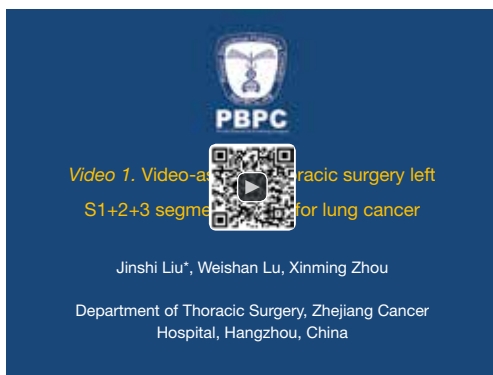 PBPC
Video 1. Video-as oracic surgery left
S1+2+3 segme for lung cancer
Jinshi Liu*, Weishan Lu, Xinming Zhou
Department of Thoracic Surgery, Zhejiang Cancer
Hospital, Hangzhou, China